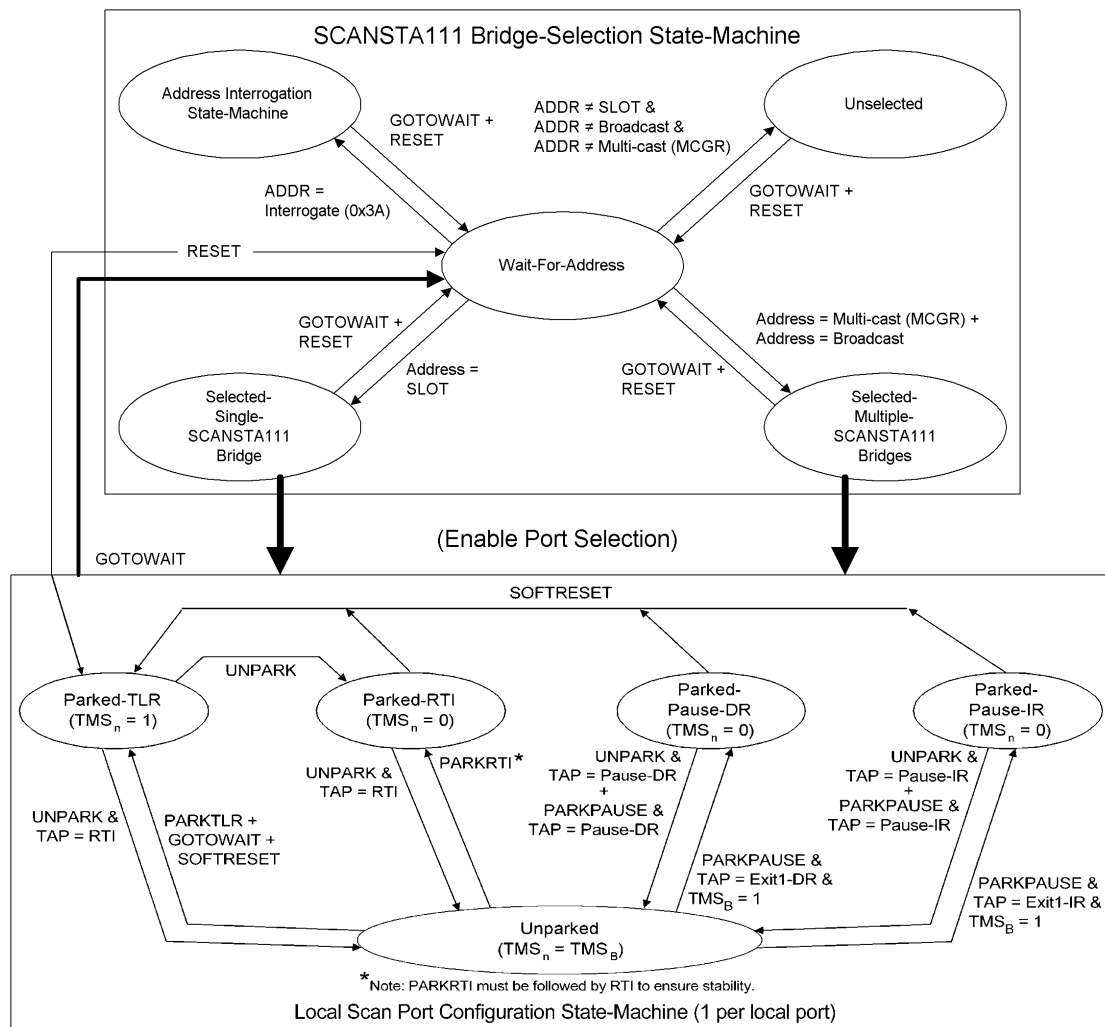 SCANSTA111 Bridge-Selection State-Machine
Address Interrogation
State-Machine
GOTOWAIT +
RESET
ADDR ≠ SLOT &
ADDR ≠ Broadcast &
ADDR ≠ Multi-cast (MCGR)
Unselected
ADDR =
Interrogate (0x3A)
GOTOWAIT +
RESET
RESET
Wait-For-Address
GOTOWAIT +
RESET
Address =
SLOT
GOTOWAIT +
RESET
Address = Multi-cast (MCGR) +
Address = Broadcast
Selected-
Single-
SCANSTA111
Bridge
Selected-
Multiple-
SCANSTA111
Bridges
(Enable Port Selection)
GOTOWAIT
SOFTRESET
UNPARK
Parked-TLR
(TMSn = 1)
Parked-RTI
(TMSn = 0)
Parked-
Pause-DR
(TMSn = 0)
Parked-
Pause-IR
(TMSn = 0)
UNPARK &
TAP = RTI
PARKTLR +
GOTOWAIT +
SOFTRESET
UNPARK &
TAP = RTI
PARKRTI*
UNPARK &
TAP = Pause-DR
+
PARKPAUSE &
TAP = Pause-DR
PARKPAUSE &
TAP = Exit1-DR &
TMSB = 1
UNPARK &
TAP = Pause-IR
+
PARKPAUSE &
TAP = Pause-IR
PARKPAUSE &
TAP = Exit1-IR &
TMSB = 1
Unparked
(TMSn = TMSB)
*Note: PARKRTI must be followed by RTI to ensure stability.
Local Scan Port Configuration State-Machine (1 per local port)